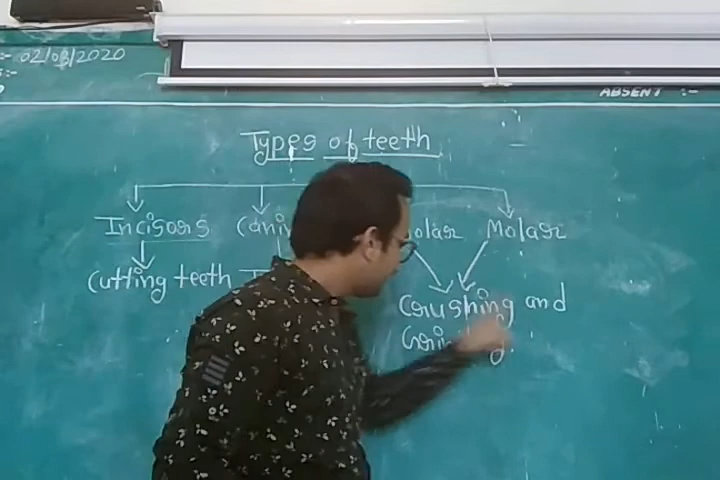 :- 02/03/2020
ABSENT :-
Types of teeth
Incisors Molar
Cutting teeth
Crushing and